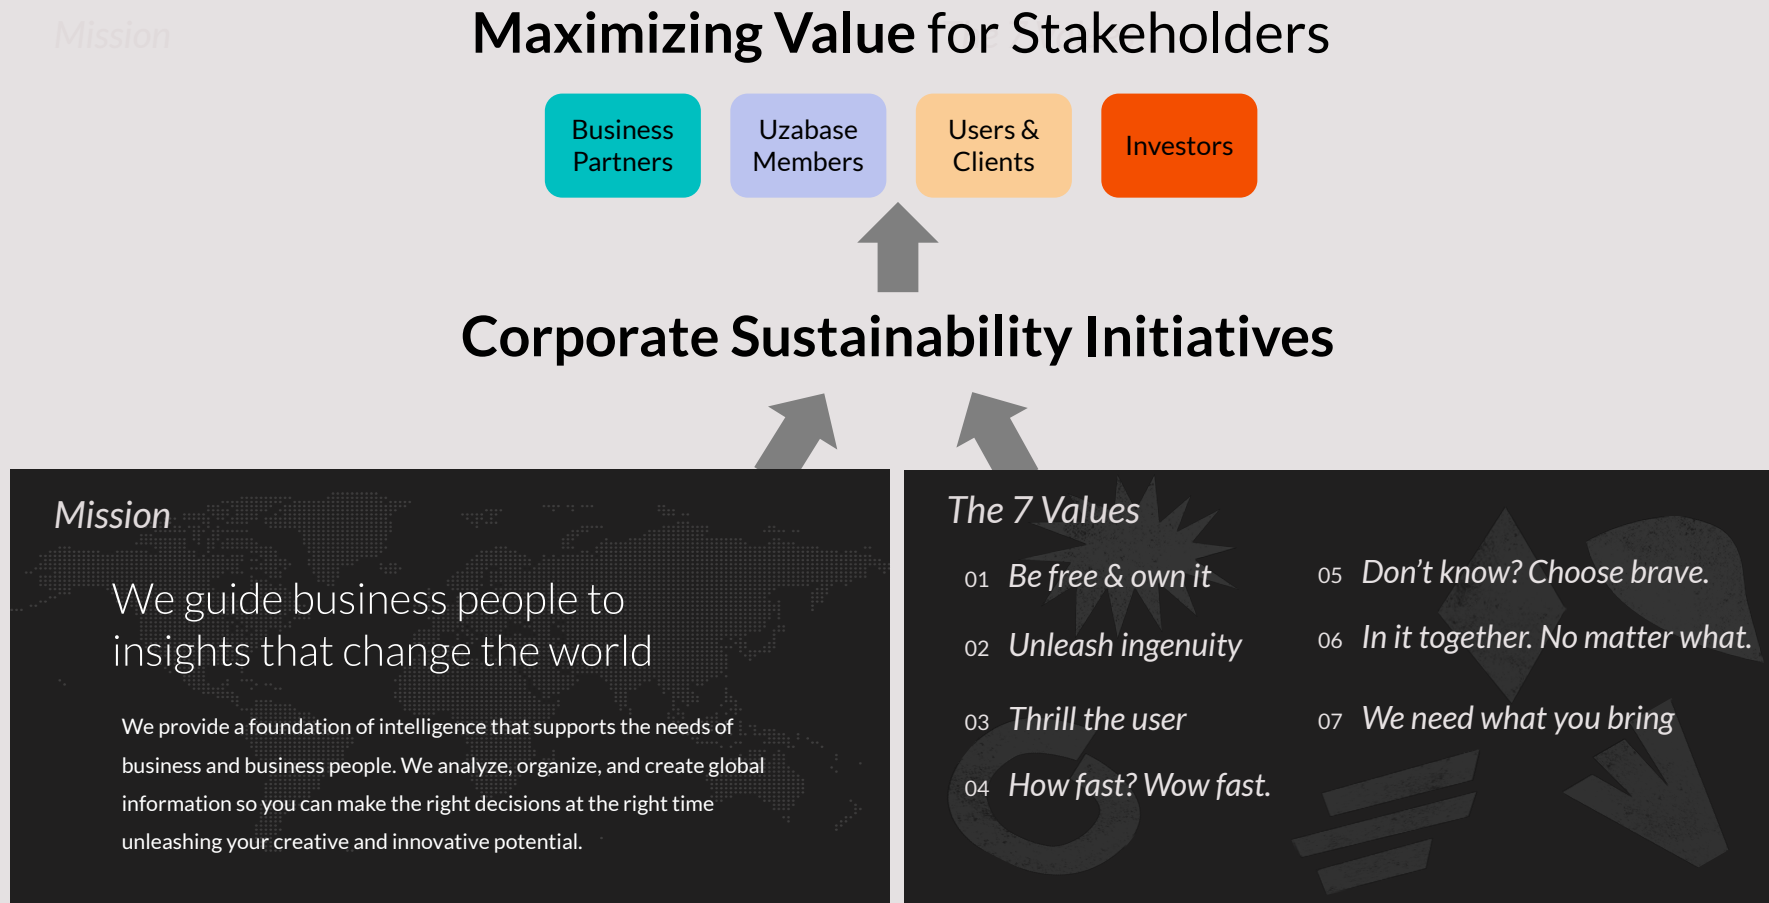 Mission
Maximizing Value for Stakeholders
Business
Partners
Uzabase
Members
Users &
Clients
Investors
Corporate Sustainability Initiatives
Mission
We guide business people to
insights that change the world
We provide a foundation of intelligence that supports the needs of
business and business people. We analyze, organize, and create global
information so you can make the right decisions at the right time
unleashing your creative and innovative potential.
The 7 Values
01 Be free & own it
02 Unleash ingenuity
03 Thrill the user
04 How fast? Wow fast.
05 Don’t know? Choose brave.
06 In it together. No matter what.
07 We need what you bring